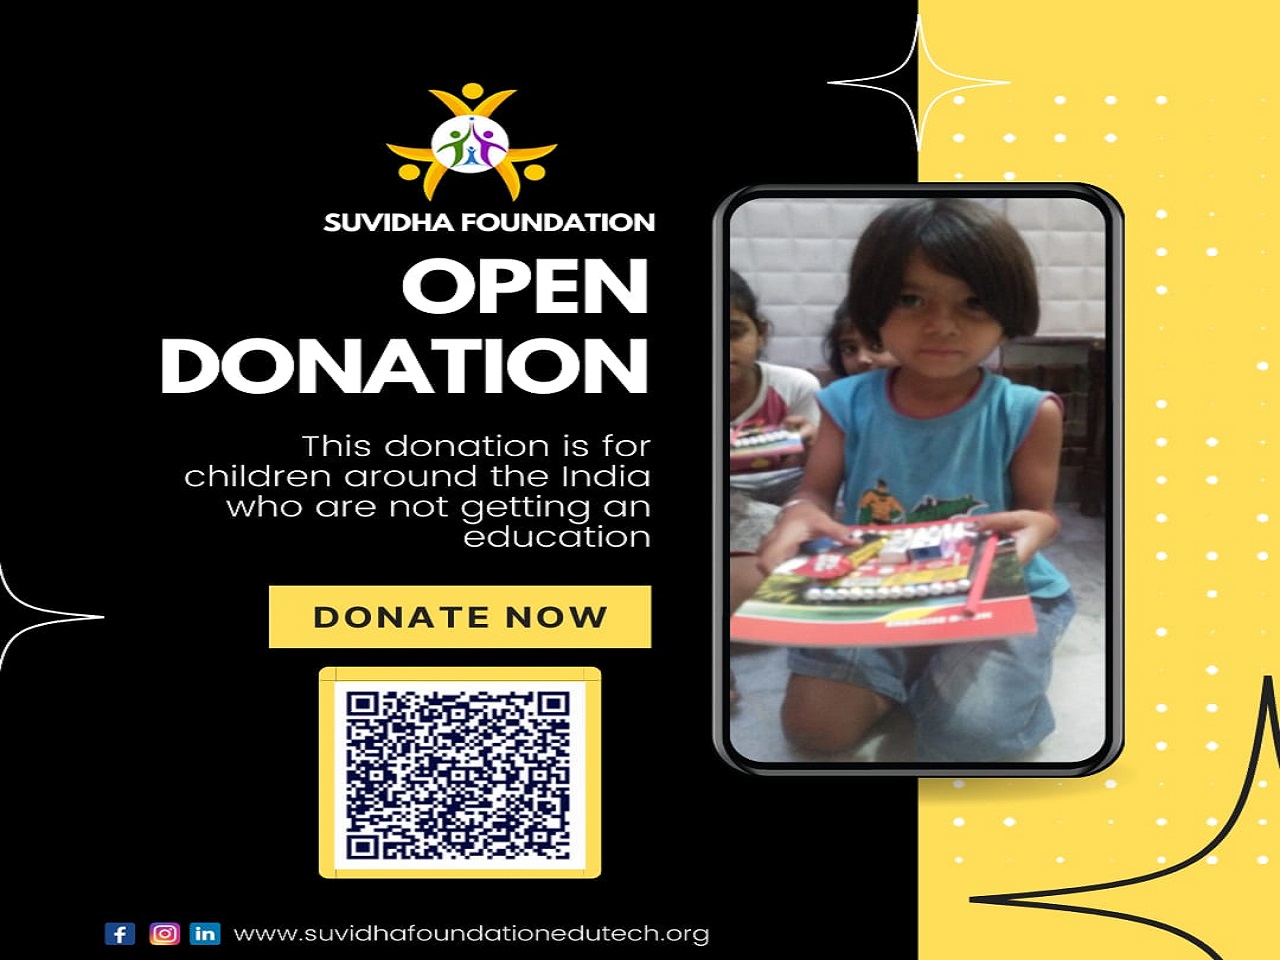 SUVIDHA FOUNDATION
OPEN
DONATION
This donation is for
children around the India
who are not getting an
education
DONATE NOW
www.suvidhafoundationedutech.org